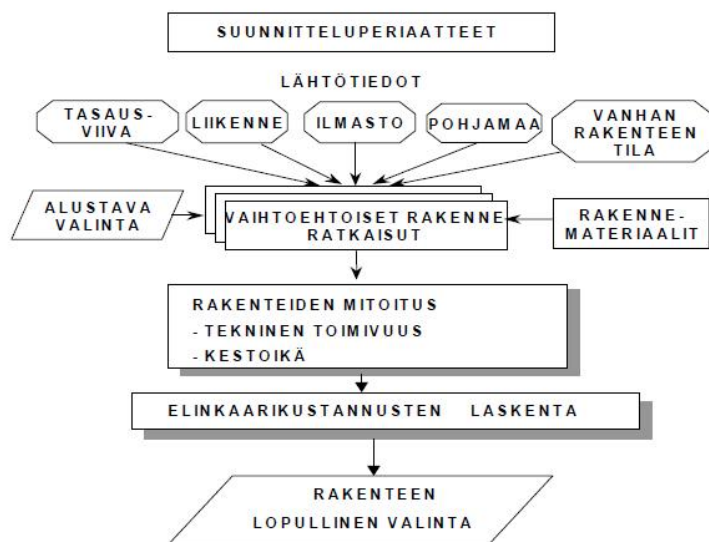 SUUNNITTELUPERIAATTEET
LÄHTÖTIEDOT
TASAUS-
VIIVA
LIIKENNE
ILMASTO
POHJAMAA
VANHAN
RAKENTEEN
TILA
ALUSTAVA
VALINTA
VAIHTOEHTOISET RAKENNE
RATKAISUT
RAKENNE-
MATERIAALIT
RAKENTEIDEN MITOITUS
- TEKNINEN TOIMIVUUS
- KESTOIKÄ
ELINKAARIKUSTANNUSTEN LASKENTA
RAKENTEEN
LOPULLINEN VALINTA